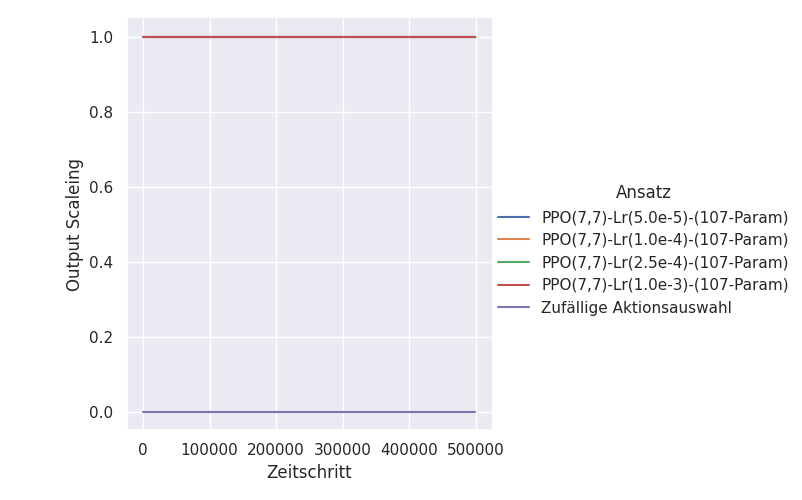 1.0
0.8
0.6
0.4
0.2
0.0
Output Scaleing
0 100000 200000 300000 400000 500000
Zeitschritt
Ansatz
PPO(7,7)-Lr(5.0e-5)-(107-Param)
PPO(7,7)-Lr(1.0e-4)-(107-Param)
PPO(7,7)-Lr(2.5e-4)-(107-Param)
PPO(7,7)-Lr(1.0e-3)-(107-Param)
Zufällige Aktionsauswahl